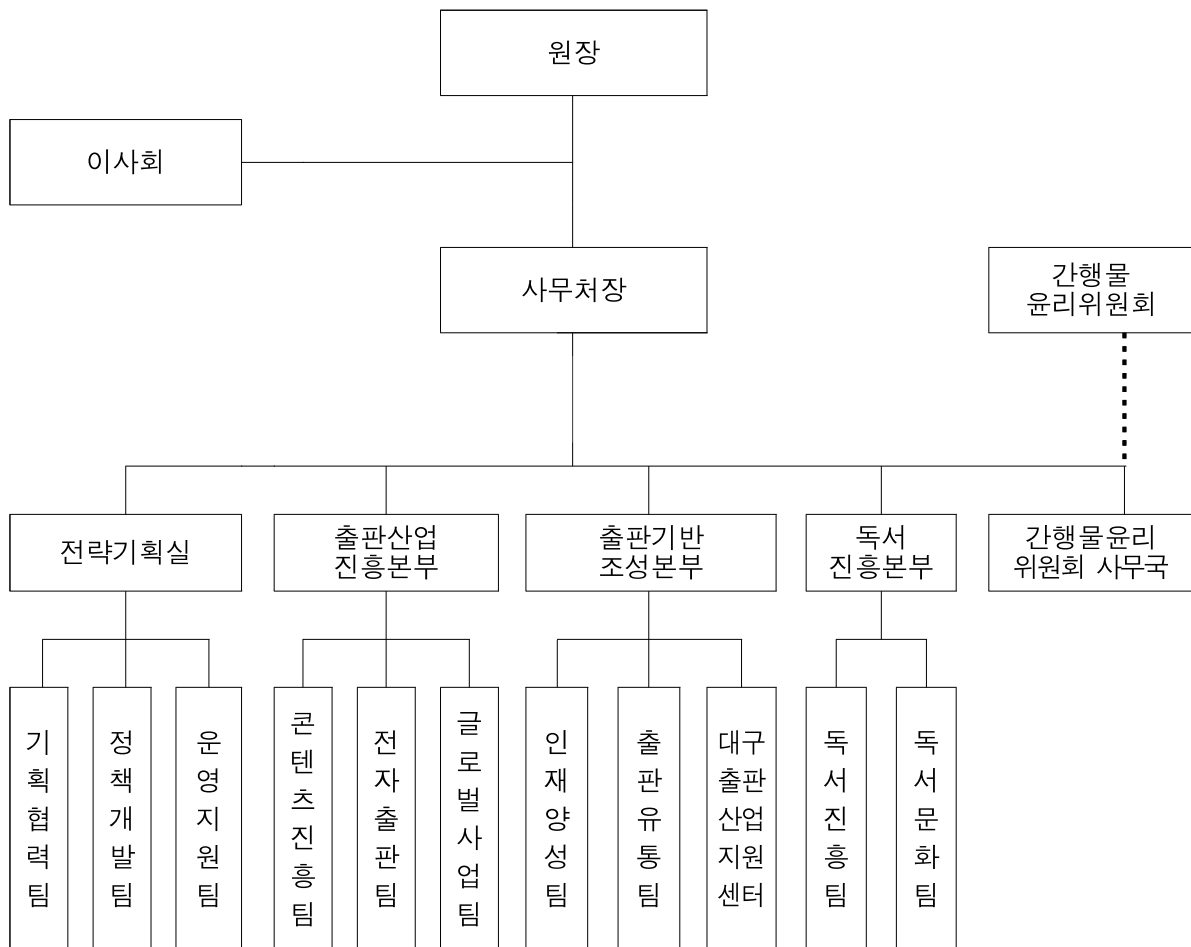 원장
이사회
사무처장
간행물
윤리위원회
전략기획실
출판산업
진흥본부
출판기반
조성본부
독서
진흥본부
간행물윤리
위원회 사무국
기획협력팀
정책개발팀
운영지원팀
콘텐츠진흥팀
전자출판팀
글로벌사업팀
인재양성팀
출판유통팀
대구
출판
산업
지원
센터
독서진흥팀
독서문화팀